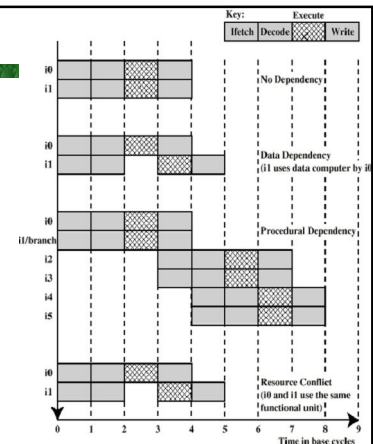 Key:
Execute
Ifetch Decode Write
i0
i1
No Dependency
i0
i1
Data Dependency
(i1 uses data computer by i0
i0
i1/branch
Procedural Dependency
i2
i3
i4
i5
i0
i1
Resource Conflict
(i0 and i1 use the same
functional unit)
0 1 2 3 4 5 6 7 8 9
Time in base cycles